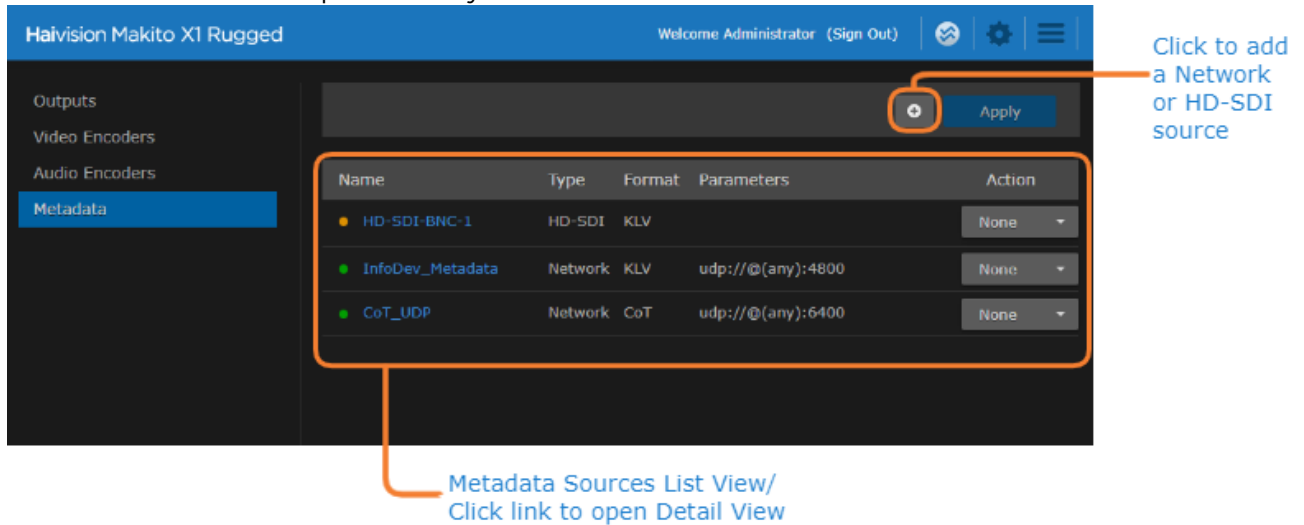 Haivision Makito X1 Rugged
Welcome Administrator (Sign Out)
Click to add
a Network
or HD-SDI
source
Outputs
Video Encoders
Audio Encoders
Metadata
Apply
Name Type Format Parameters Action
HD-SDI-BNC-1 HD-SDI KLV None
InfoDev_Metadata Network KLV udp://@(any):4800 None
CoT_UDP Network CoT udp://@(any):6400 None
Metadata Sources List View/
Click link to open Detail View